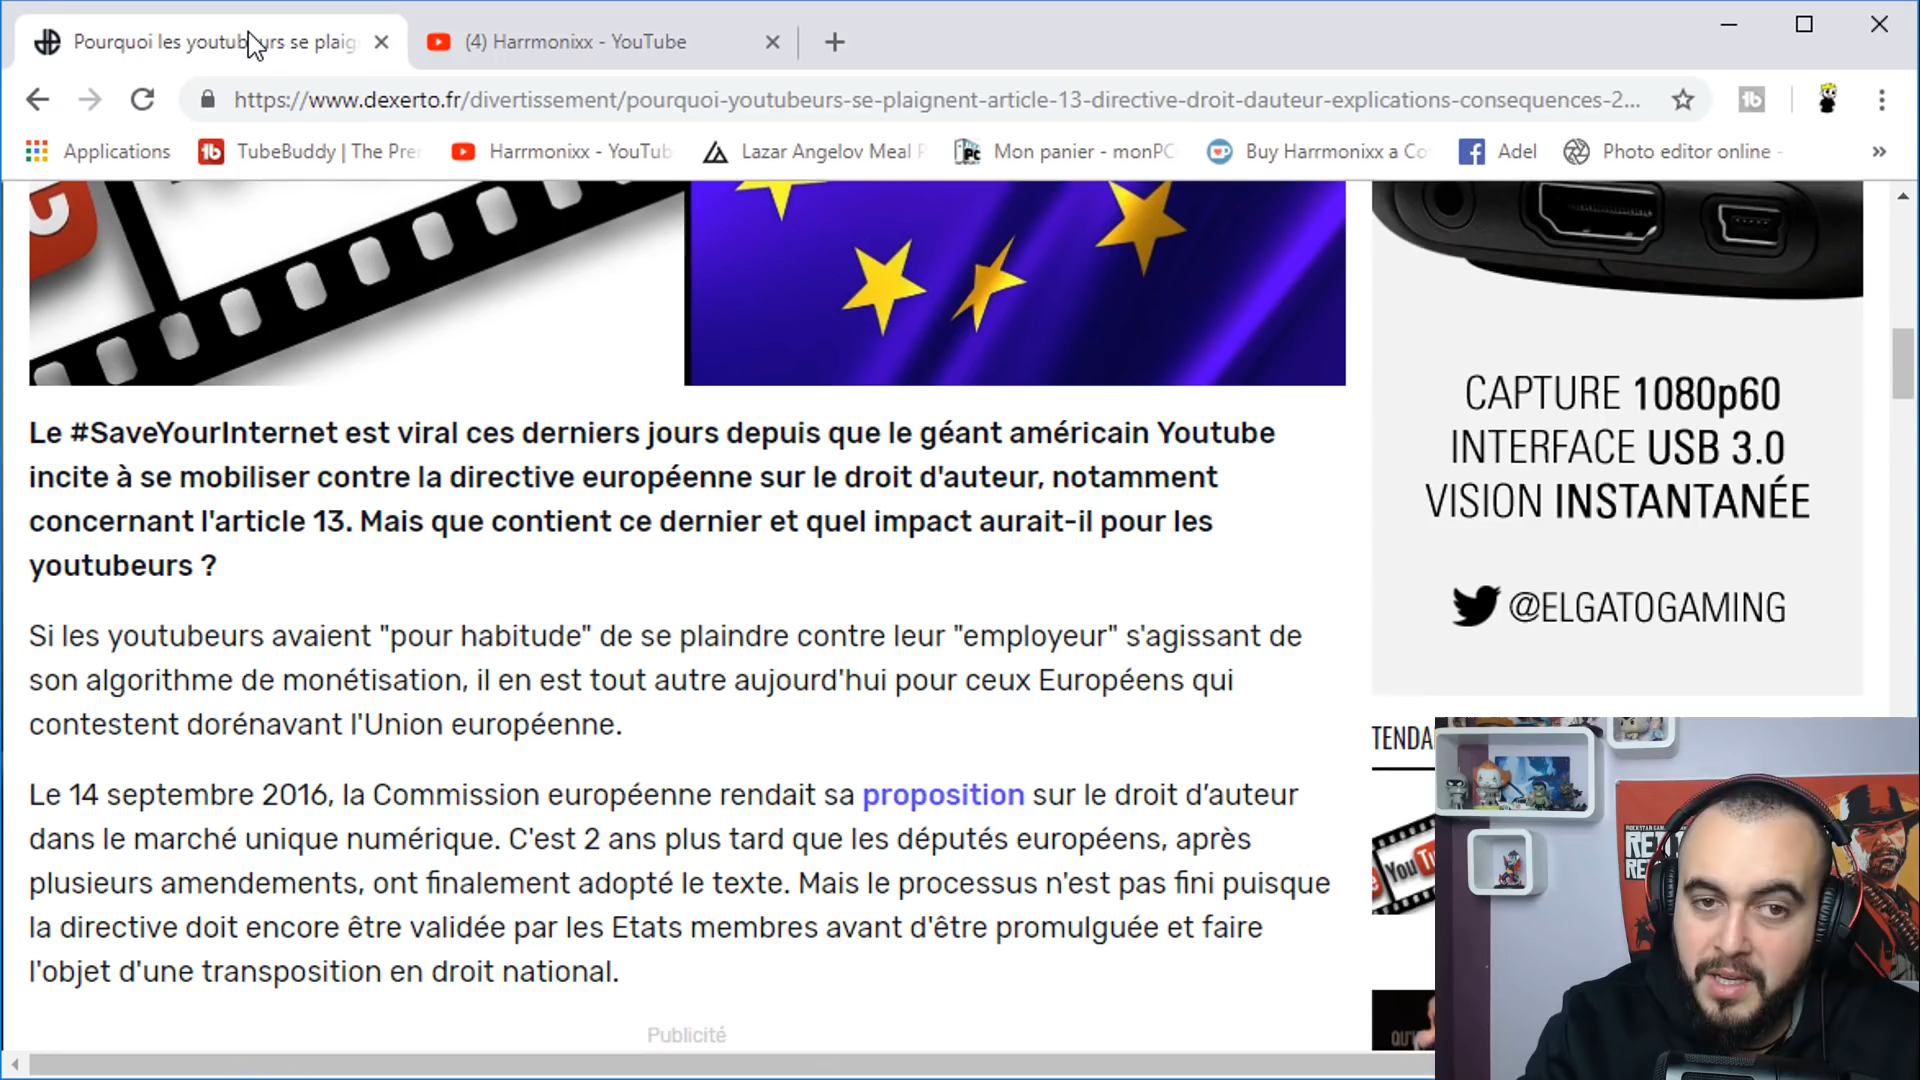 Pourquoi les youtubeurs se plaig
(4) Harrmonixx - YouTube
https://www.dexerto.fr/divertissement/pourquoi-youtubeurs-se-plaignent-article-13-directive-droit-dauteur-explications-consequences-2...
Applications
TubeBuddy | The Pre
Harrmonixx - YouTub
Lazar Angelov Meal P
Mon panier - monPC
Buy Harrmonixx a Co
Adel
Photo editor online -
Le #SaveYourInternet est viral ces derniers jours depuis que le géant américain Youtube
incite à se mobiliser contre la directive européenne sur le droit d'auteur, notamment
concernant l'article 13. Mais que contient ce dernier et quel impact aurait-il pour les
youtubeurs ?
Si les youtubeurs avaient "pour habitude" de se plaindre contre leur "employeur" s'agissant de
son algorithme de monétisation, il en est tout autre aujourd'hui pour ceux Européens qui
contestent dorénavant l'Union européenne.
Le 14 septembre 2016, la Commission européenne rendait sa proposition sur le droit d’auteur
dans le marché unique numérique. C'est 2 ans plus tard que les députés européens, après
plusieurs amendements, ont finalement adopté le texte. Mais le processus n'est pas fini puisque
la directive doit encore être validée par les Etats membres avant d'être promulguée et faire
l'objet d'une transposition en droit national.
Publicité
CAPTURE 1080p60
INTERFACE USB 3.0
VISION INSTANTANÉE
@ELGATOGAMING
TENDA
You Tu
ROCKSTAR GAM
RE
RE